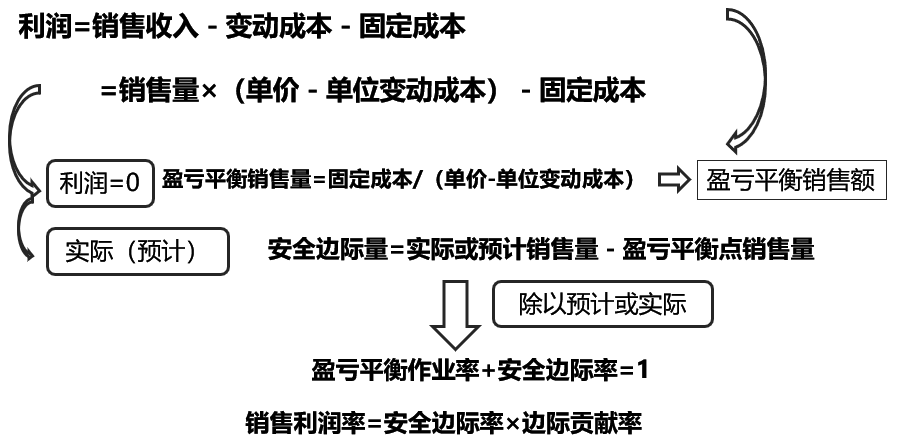 利润=销售收入 - 变动成本 - 固定成本
=销售量×（单价 - 单位变动成本） - 固定成本
利润=0
盈亏平衡销售量=固定成本/（单价-单位变动成本）
盈亏平衡销售额
实际（预计）
安全边际量=实际或预计销售量 - 盈亏平衡点销售量
除以预计或实际
盈亏平衡作业率+安全边际率=1
销售利润率=安全边际率×边际贡献率